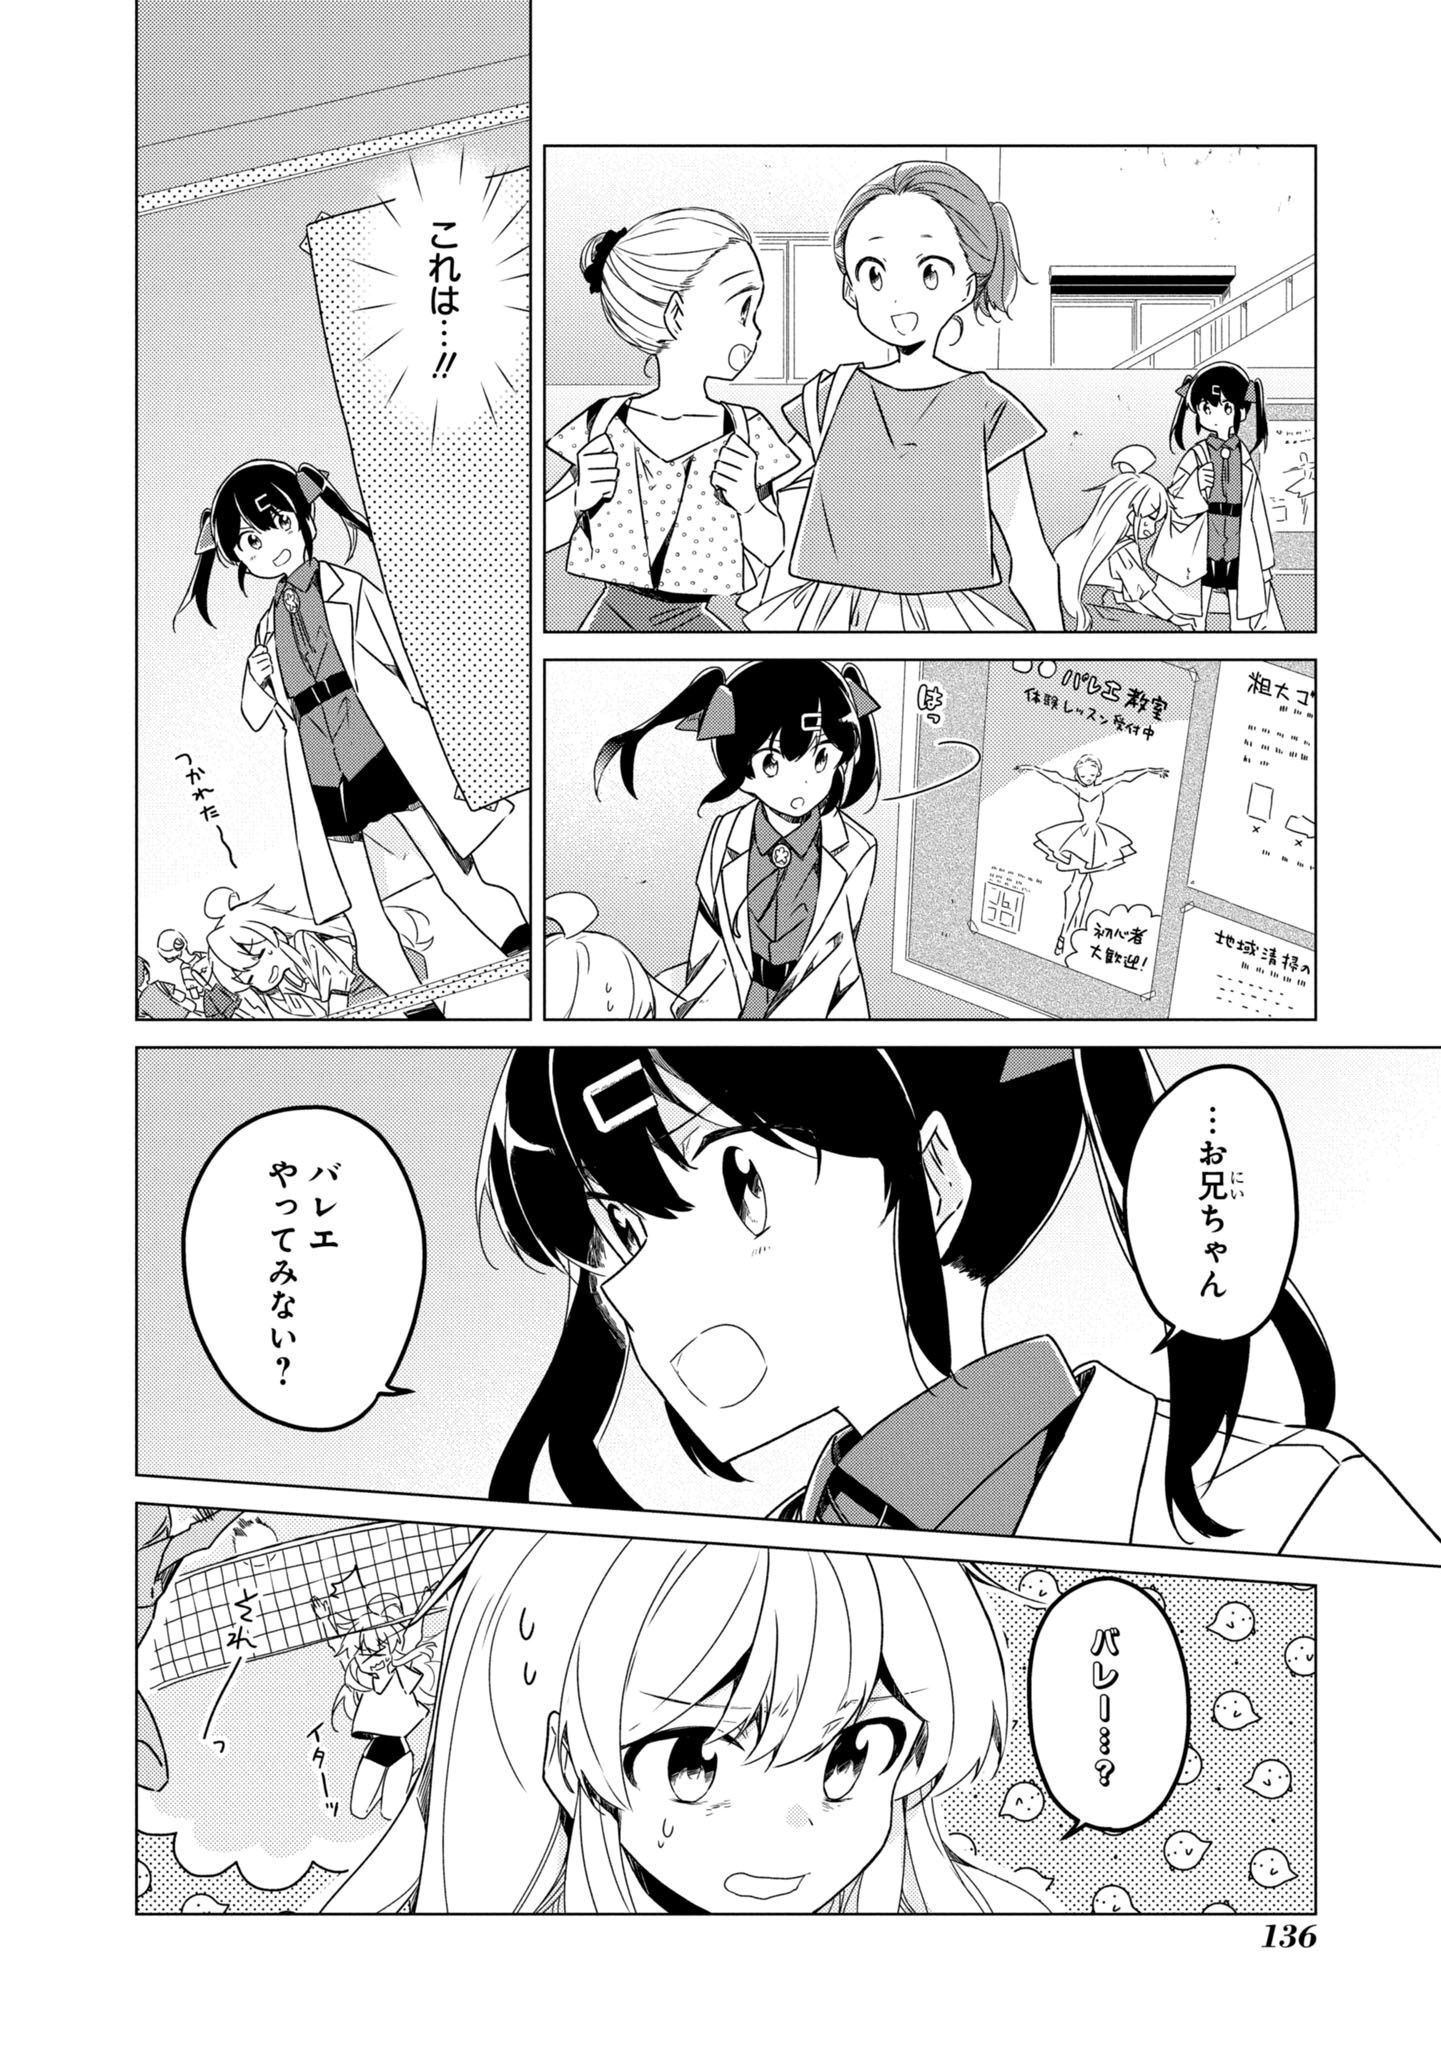 はっ
バレエ教室
体験レッスン受付中
初心者
大歓迎！
粗大ゴ
地域清掃の
これは…!!
つかれた～
…お兄ちゃん
にい
バレエ
やってみない？
バレー…？
イターッ
136